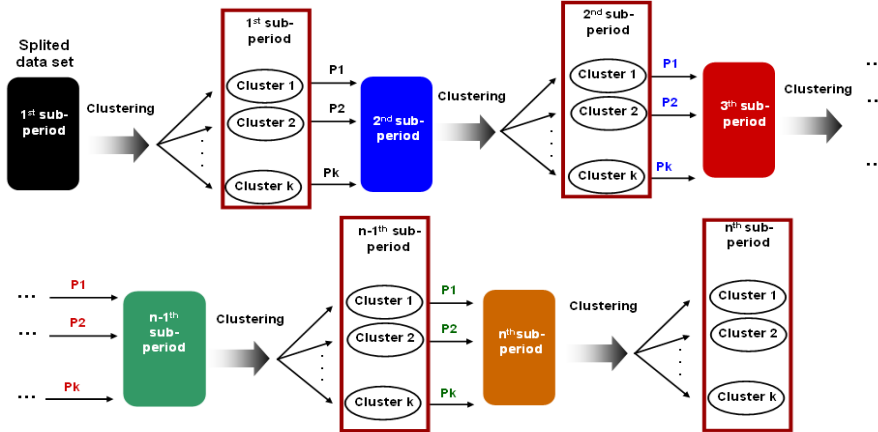 Splited
data set
1st sub-
period
Clustering
1st sub-
period
Cluster 1
Cluster 2
Cluster k
P1
P2
Pk
2nd sub-
period
Clustering
2nd sub-
period
Cluster 1
Cluster 2
Cluster k
P1
P2
Pk
3th sub-
period
Clustering
...
...
...
...
...
...
P1
P2
Pk
n-1th
sub-
period
Clustering
n-1th sub-
period
Cluster 1
Cluster 2
Cluster k
P1
P2
Pk
nth sub-
period
Clustering
nth sub-
period
Cluster 1
Cluster 2
Cluster k